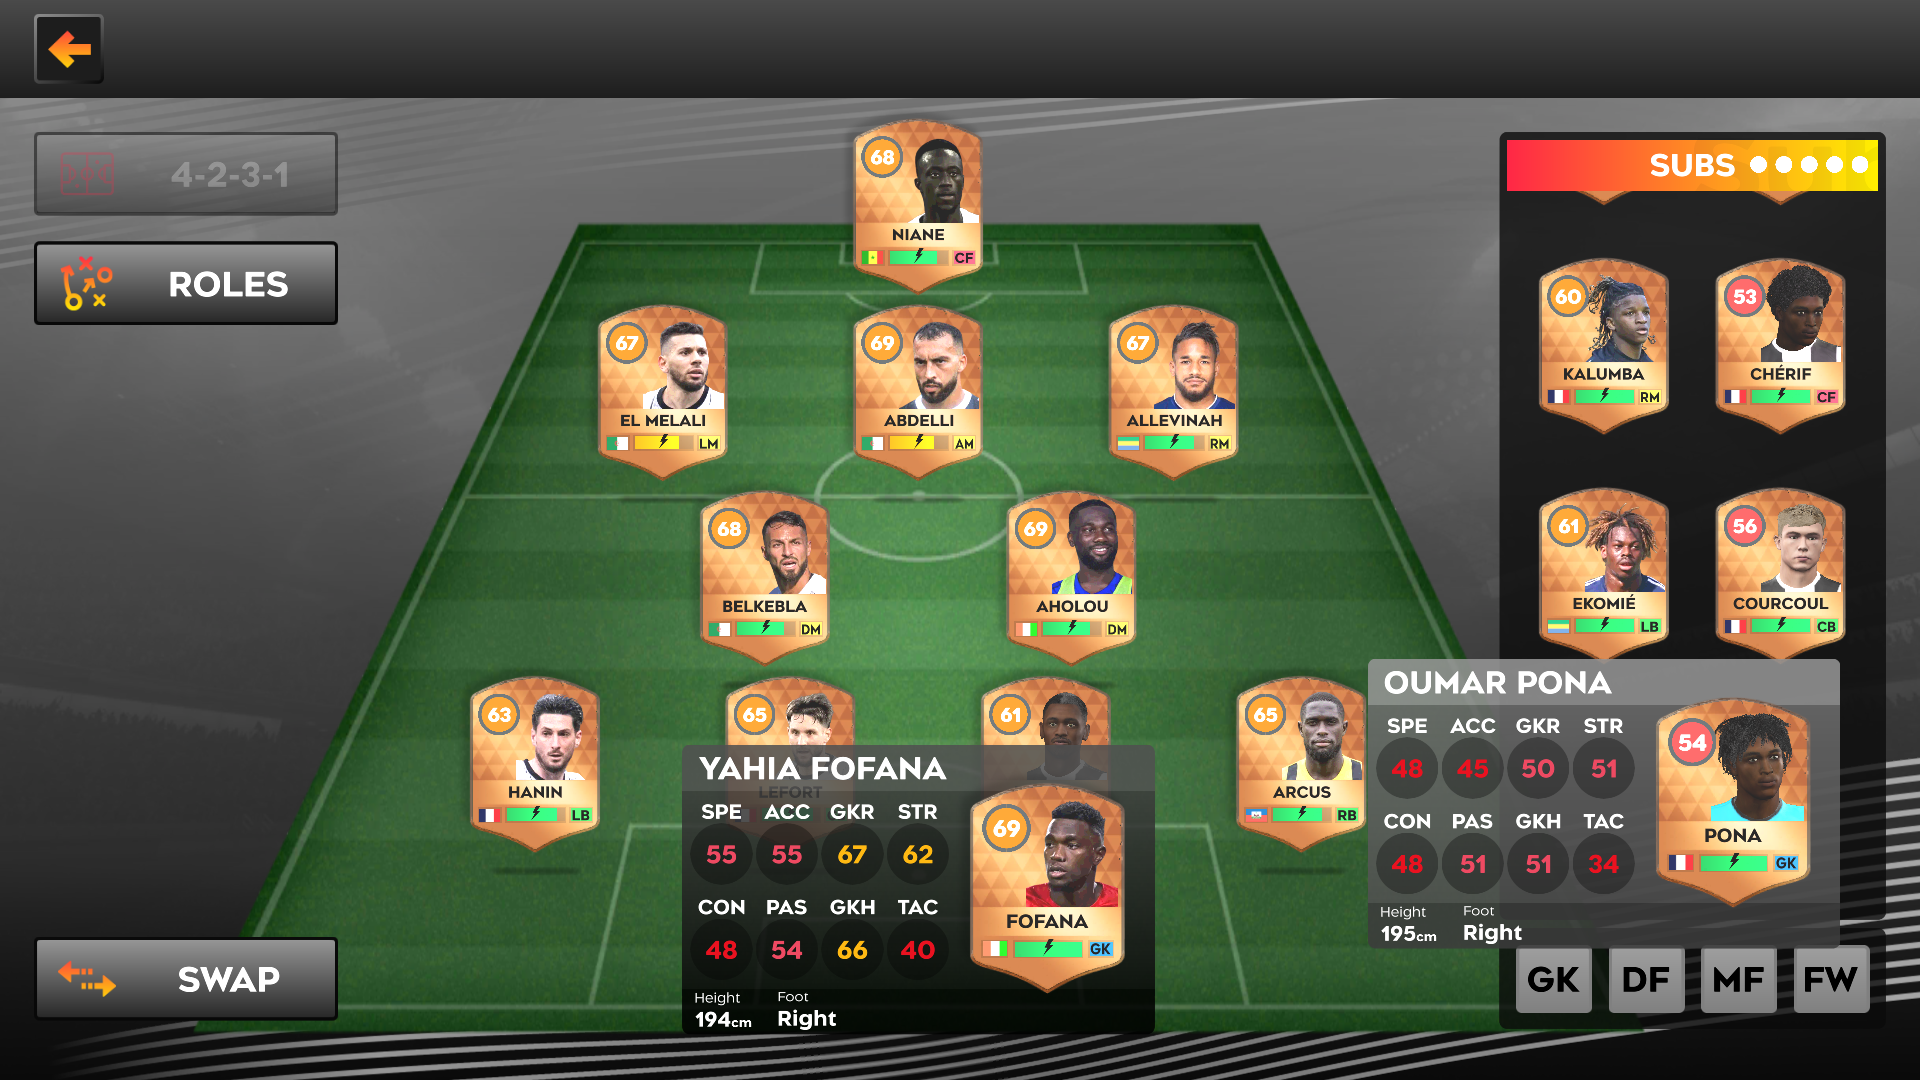 4-2-3-1
ROLES
SWAP
68
NIANE
CF
67
EL MELALI
LM
69
ABDELLI
AM
67
ALLEVINAH
RM
68
BELKEBLA
DM
69
AHOLOU
DM
63
HANIN
LB
65
LEFORT
61
65
ARCUS
RB
YAHIA FOFANA
SPE ACC GKR STR
55 55 67 62
CON PAS GKH TAC
48 54 66 40
Height Foot
194cm Right
69
FOFANA
GK
SUBS
60
KALUMBA
RM
53
CHÉRIF
CF
61
EKOMIÉ
LB
56
COURCOUL
CB
OUMAR PONA
SPE ACC GKR STR
48 45 50 51
CON PAS GKH TAC
48 51 51 34
Height Foot
195cm Right
54
PONA
GK
GK DF MF FW